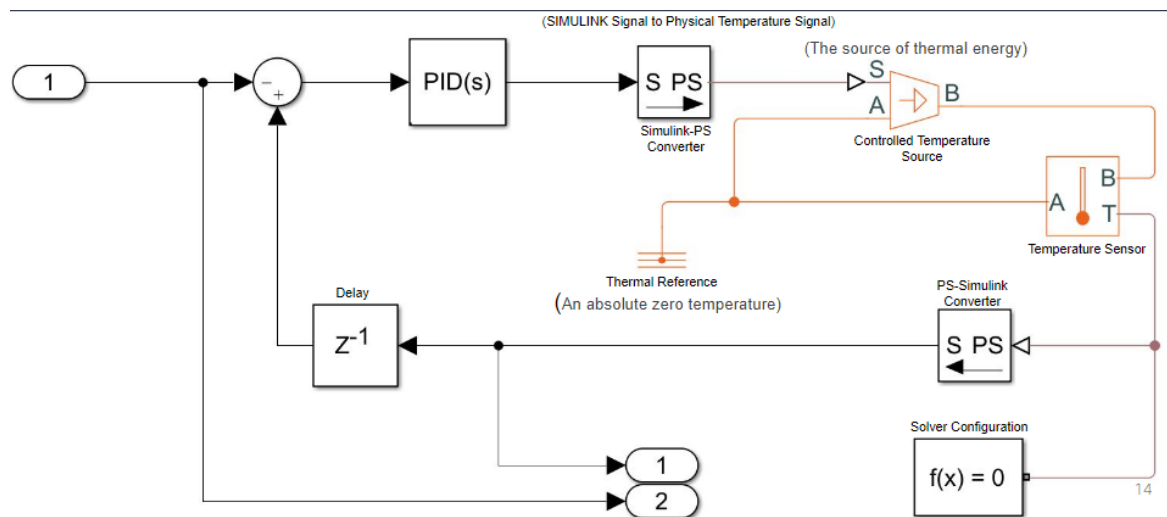 (SIMULINK Signal to Physical Temperature Signal)
(The source of thermal energy)
1
−
+
PID(s)
S PS
Simulink-PS
Converter
S
A
B
Controlled Temperature
Source
A
B
T
Temperature Sensor
Thermal Reference
(An absolute zero temperature)
Delay
Z-1
PS-Simulink
Converter
S PS
Solver Configuration
f(x) = 0
1
2
14